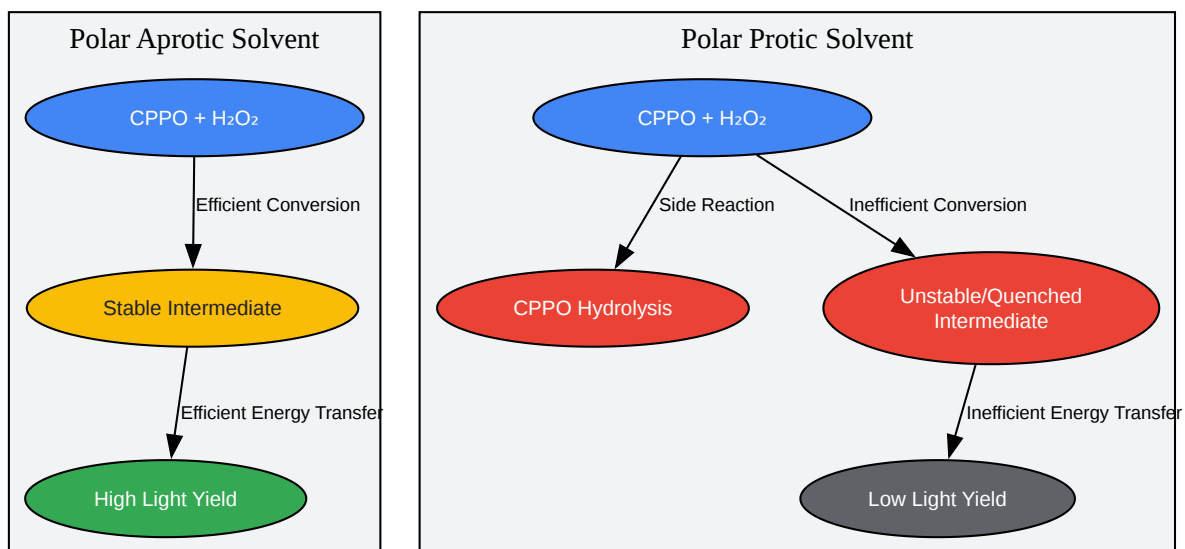 Polar Aprotic Solvent
CPPO + H₂O₂
Efficient Conversion
Stable Intermediate
Efficient Energy Transfer
High Light Yield
Polar Protic Solvent
CPPO + H₂O₂
Side Reaction
Inefficient Conversion
CPPO Hydrolysis
Unstable/Quenched
Intermediate
Inefficient Energy Transfer
Low Light Yield